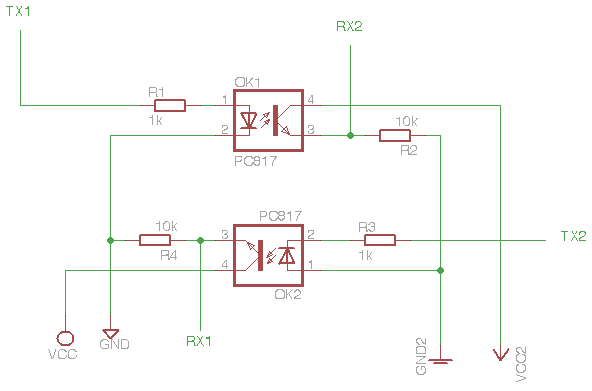 TX1
RX2
OK1
R1
1
4
10k
1k
2
3
R2
PC817
10k
3
PC817
2
R3
TX2
R4
4
1
1k
OK2
RX1
VCC
GND
GND2
VCC2